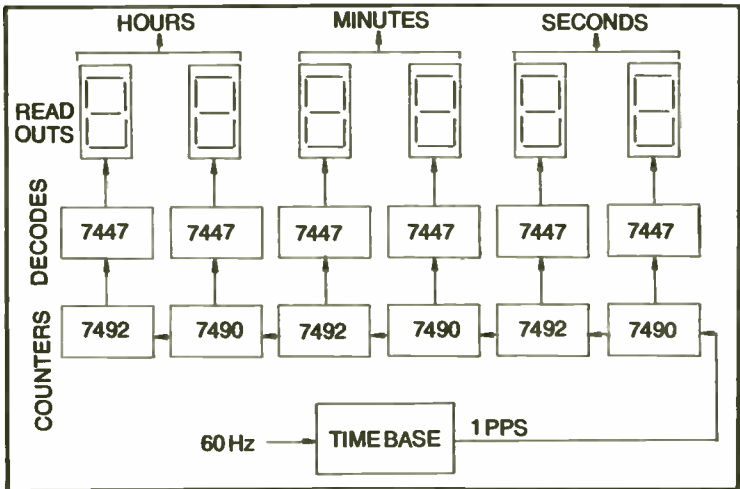 HOURS MINUTES SECONDS
READ OUTS
DECODES
7447 7447 7447 7447 7447 7447
COUNTERS
7492 7490 7492 7490 7492 7490
60 Hz TIME BASE 1 PPS